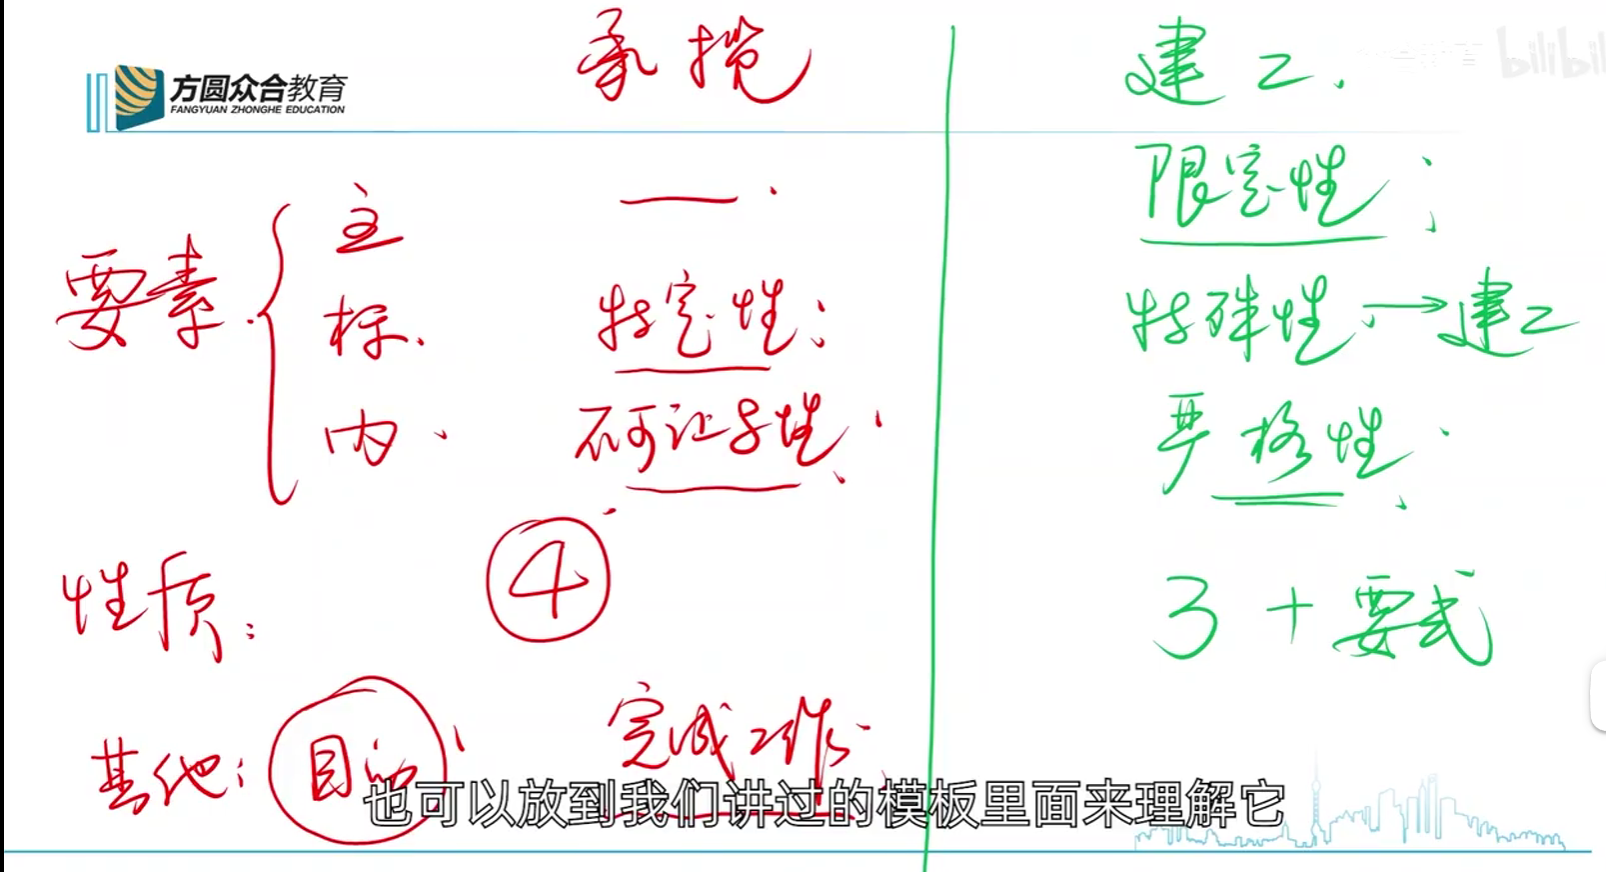 承揽 建工.
bilibili
方圆众合教育
FANGYUAN ZHONGHE EDUCATION
限定性;
主 —
要素. 标. 特定性; 特殊性→建工
内. 不可让与性. 严格性.
性质: ④ 3+要式
其他: 目的 完成工作.
也可以放到我们讲过的模板里面来理解它